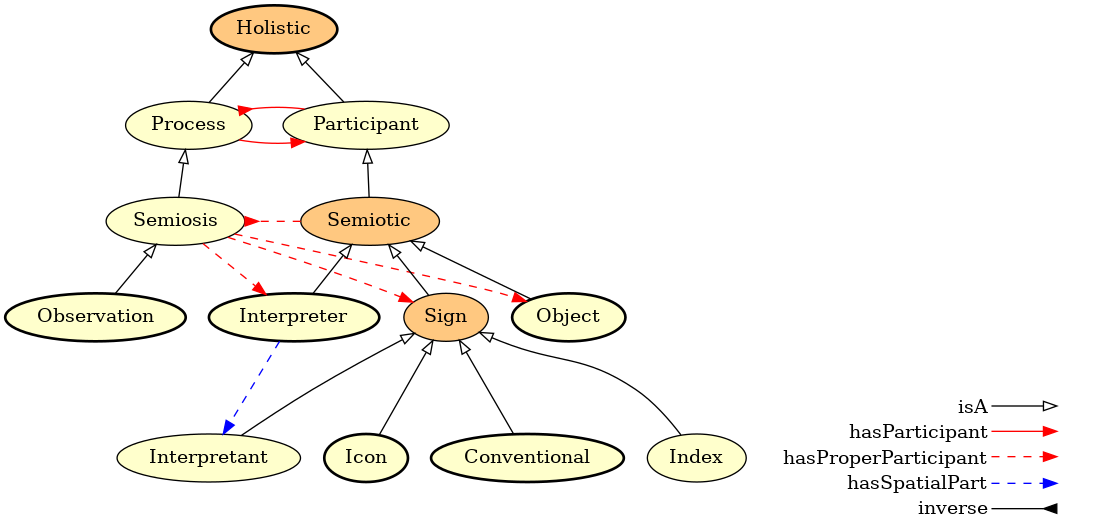 Holistic
Process
Participant
Semiosis
Semiotic
Observation
Interpreter
Sign
Object
Interpretant
Icon
Conventional
Index
isA
hasParticipant
hasProperParticipant
hasSpatialPart
inverse